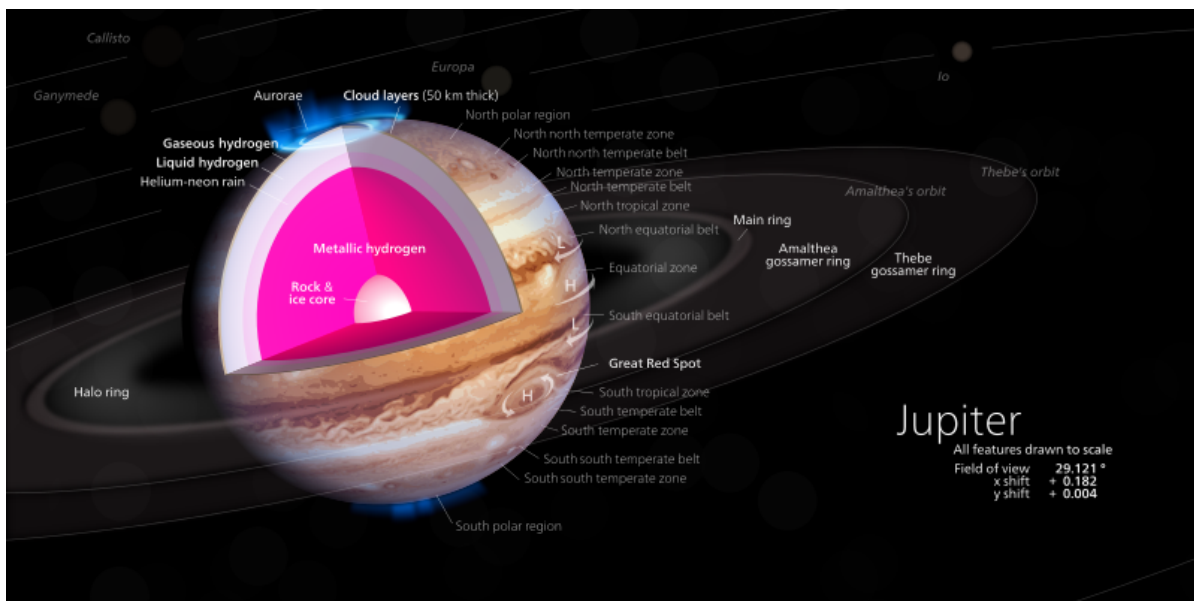 Callisto
Europa
Io
Ganymede
Aurorae
Cloud layers (50 km thick)
North polar region
Gaseous hydrogen
North north temperate zone
Liquid hydrogen
North north temperate belt
Helium-neon rain
North temperate zone
Thebe's orbit
North temperate belt
Amalthea's orbit
North tropical zone
Main ring
North equatorial belt
L
Metallic hydrogen
Amalthea
gossamer ring
Thebe
gossamer ring
Equatorial zone
H
Rock &
ice core
South equatorial belt
L
Great Red Spot
Halo ring
H
South tropical zone
South temperate belt
South temperate zone
South south temperate belt
South south temperate zone
South polar region
Jupiter
All features drawn to scale
Field of view 29.121 °
x shift + 0.182
y shift + 0.004